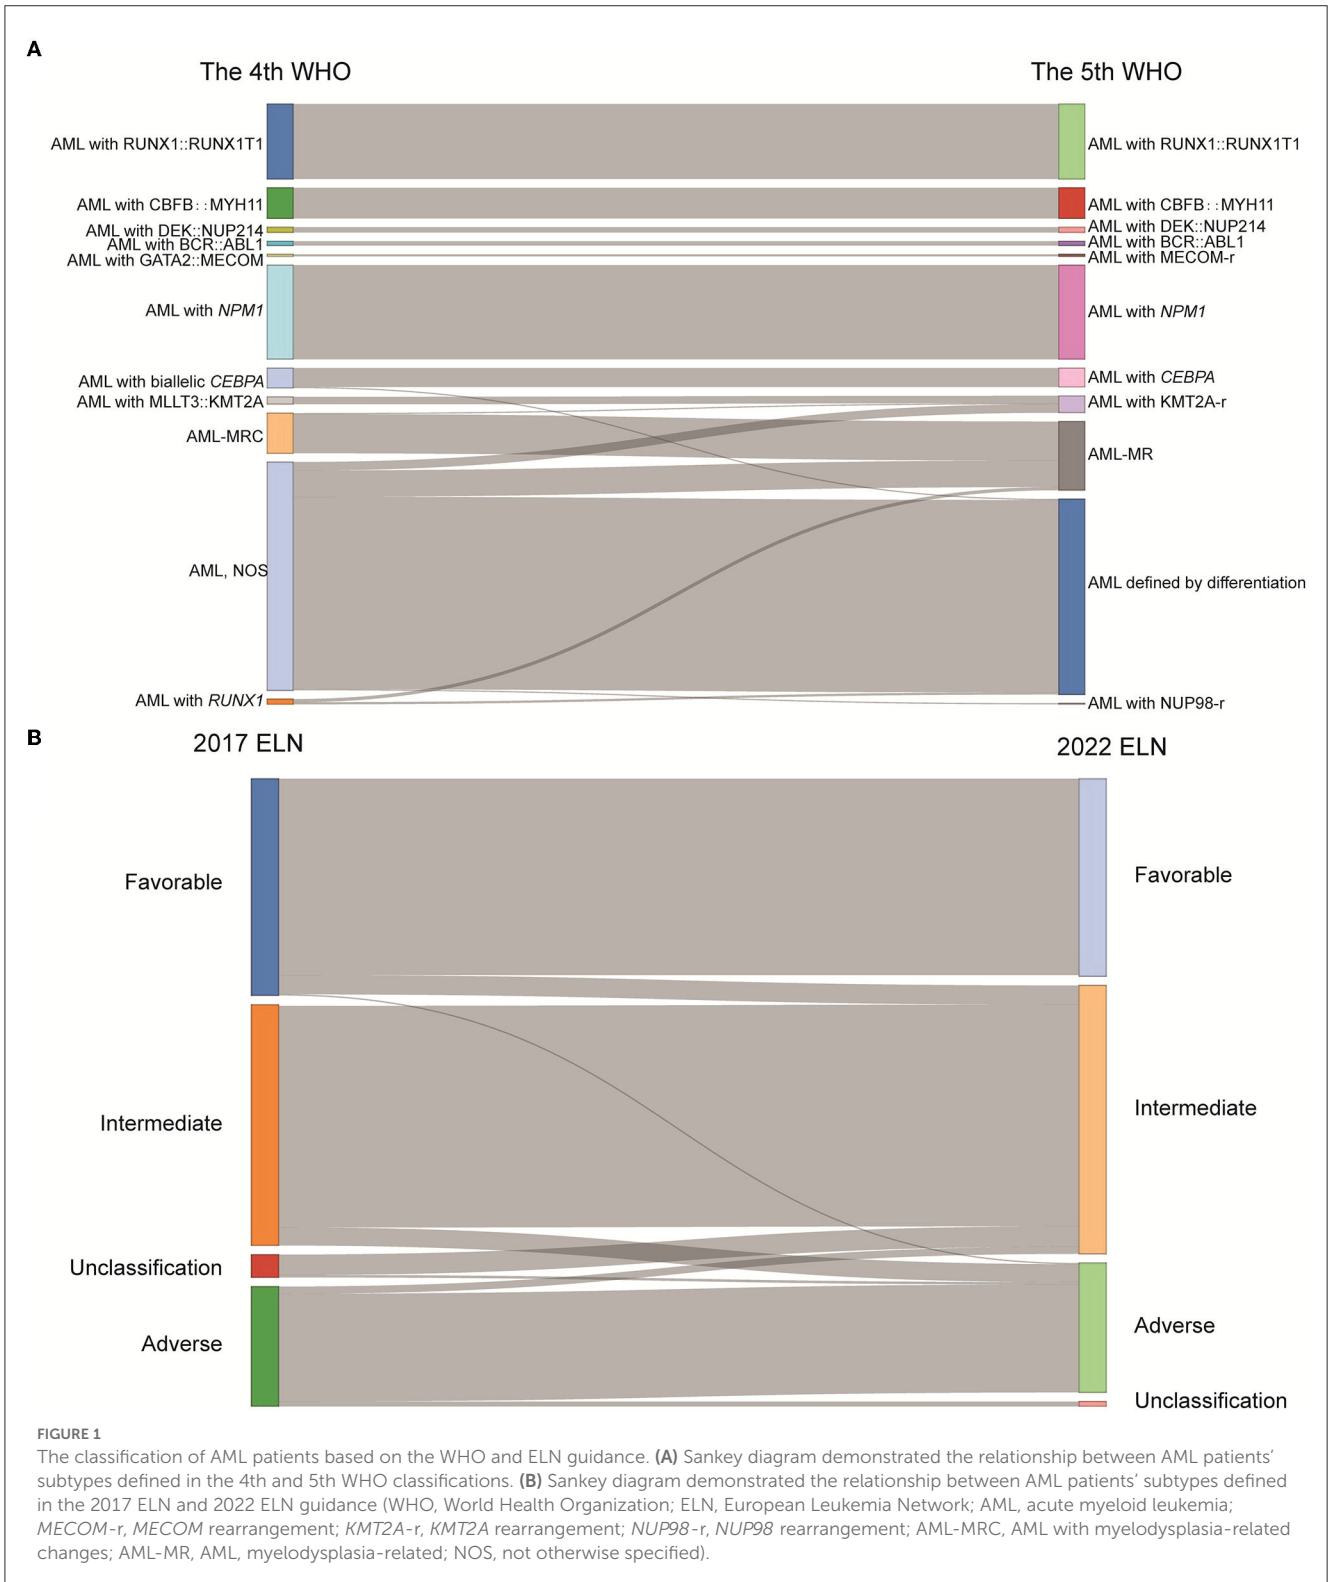 A
The 4th WHO
The 5th WHO
AML with RUNX1::RUNX1T1
AML with RUNX1::RUNX1T1
AML with CBFB::MYH11
AML with CBFB::MYH11
AML with DEK::NUP214
AML with DEK::NUP214
AML with BCR::ABL1
AML with BCR::ABL1
AML with GATA2::MECOM
AML with MECOM-r
AML with NPM1
AML with NPM1
AML with biallelic CEBPA
AML with CEBPA
AML with MLLT3::KMT2A
AML with KMT2A-r
AML-MRC
AML-MR
AML, NOS
AML defined by differentiation
AML with RUNX1
AML with NUP98-r
B
2017 ELN
2022 ELN
Favorable
Favorable
Intermediate
Intermediate
Unclassification
Adverse
Adverse
Unclassification
FIGURE 1
The classification of AML patients based on the WHO and ELN guidance. (A) Sankey diagram demonstrated the relationship between AML patients’
subtypes defined in the 4th and 5th WHO classifications. (B) Sankey diagram demonstrated the relationship between AML patients’ subtypes defined
in the 2017 ELN and 2022 ELN guidance (WHO, World Health Organization; ELN, European Leukemia Network; AML, acute myeloid leukemia;
MECOM-r, MECOM rearrangement; KMT2A-r, KMT2A rearrangement; NUP98-r, NUP98 rearrangement; AML-MRC, AML with myelodysplasia-related
changes; AML-MR, AML, myelodysplasia-related; NOS, not otherwise specified).